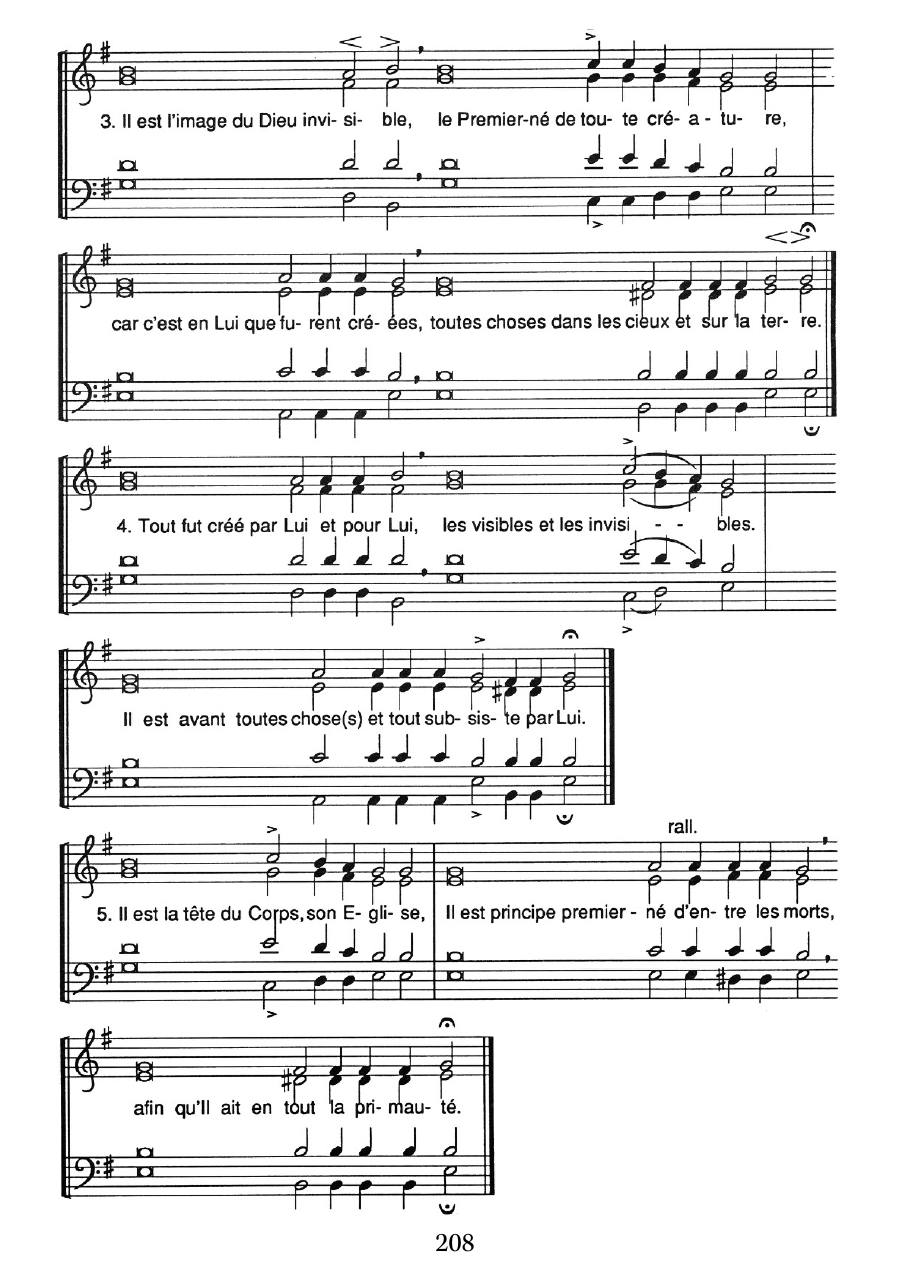 3. Il est l'image du Dieu invi- si- ble, le Premier-né de tou- te cré- a - tu- re,
car c'est en Lui que fu- rent cré- ées, toutes choses dans les cieux et sur la ter- re.
4. Tout fut créé par Lui et pour Lui, les visibles et les invisi - - bles.
Il est avant toutes chose(s) et tout sub- sis- te par Lui.
rall.
5. Il est la tête du Corps, son E- gli- se, Il est principe premier - né d'en- tre les morts,
afin qu'Il ait en tout la pri- mau- té.
208